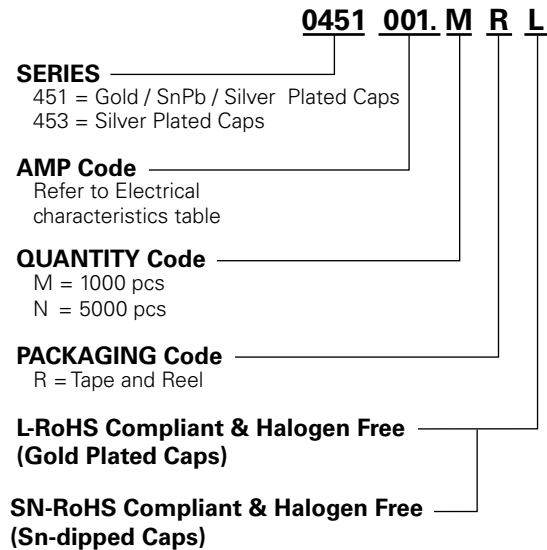 0451 001. M R L
SERIES
451 = Gold / SnPb / Silver Plated Caps
453 = Silver Plated Caps
AMP Code
Refer to Electrical
characteristics table
QUANTITY Code
M = 1000 pcs
N = 5000 pcs
PACKAGING Code
R = Tape and Reel
L-RoHS Compliant & Halogen Free
(Gold Plated Caps)
SN-RoHS Compliant & Halogen Free
(Sn-dipped Caps)